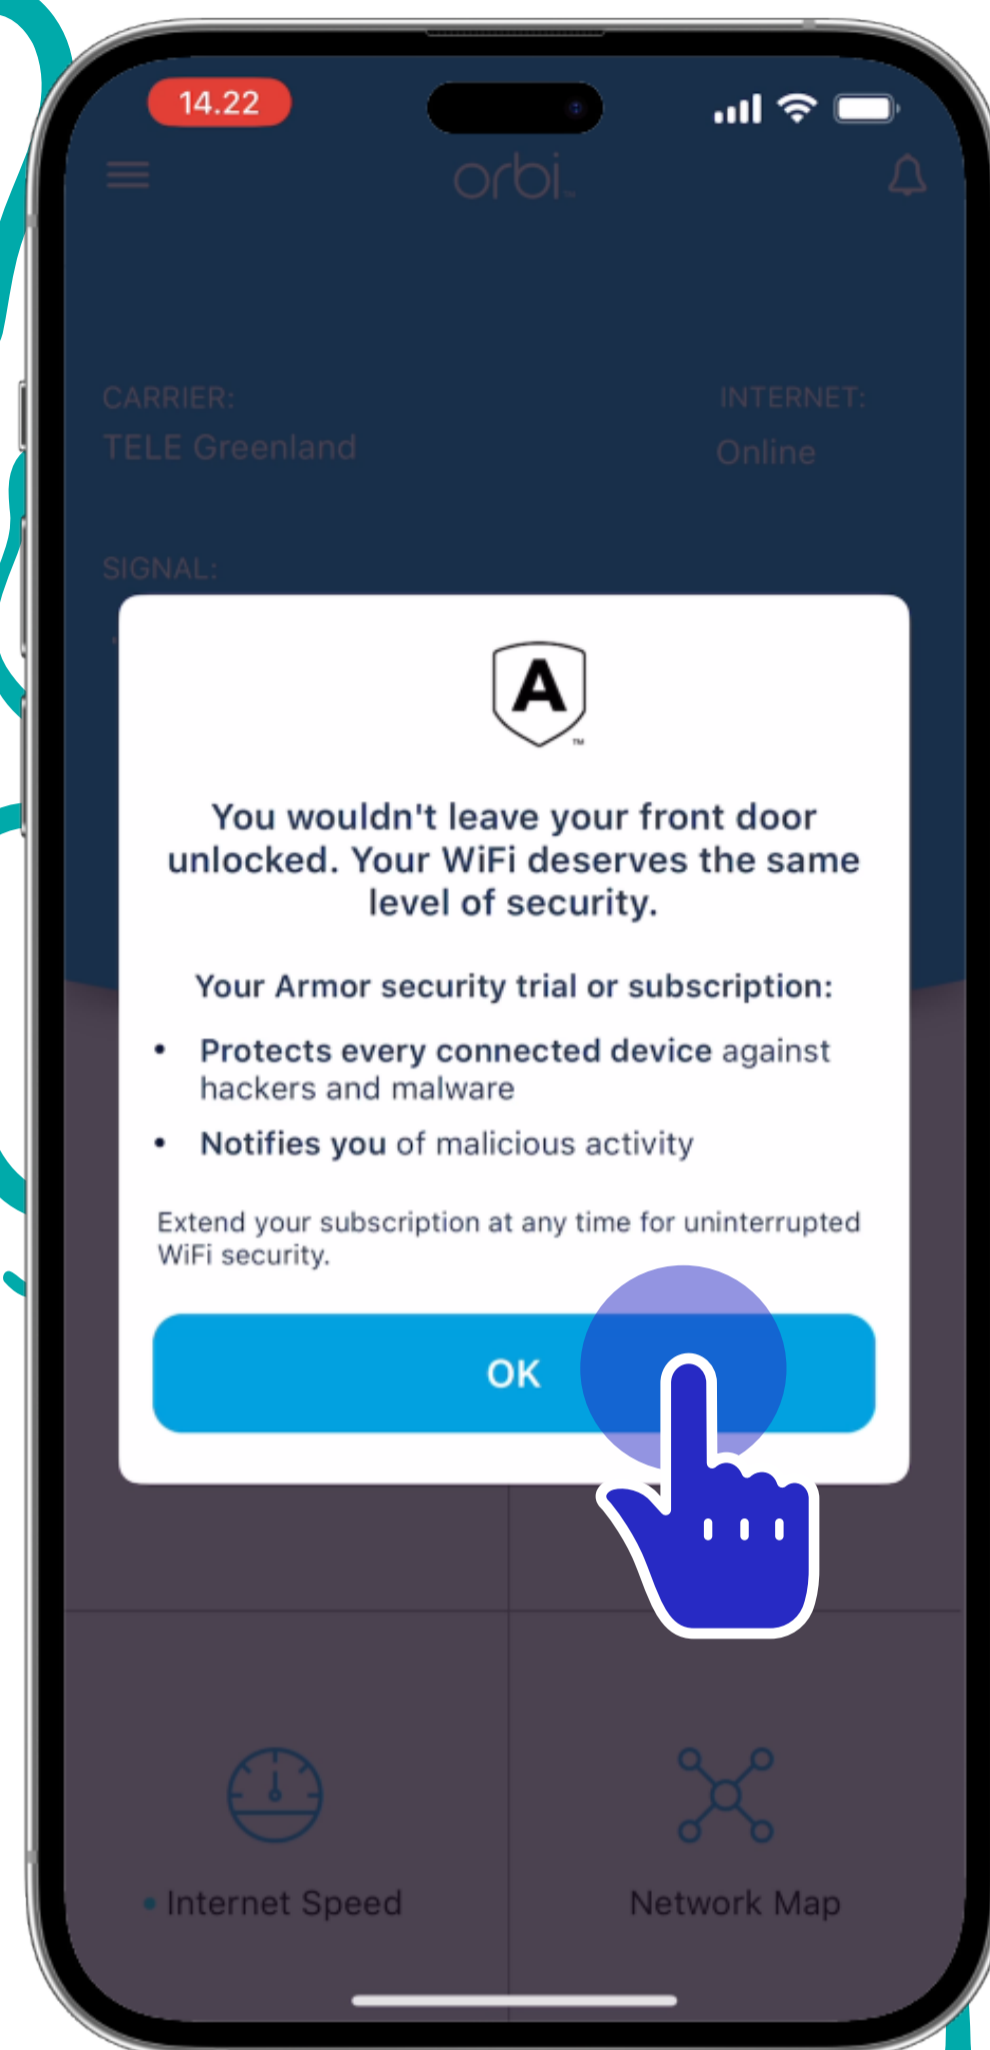 14.22
orbi™
CARRIER:
INTERNET:
TELE Greenland
Online
SIGNAL:
A™
You wouldn't leave your front door
unlocked. Your WiFi deserves the same
level of security.
Your Armor security trial or subscription:
• Protects every connected device against
hackers and malware
• Notifies you of malicious activity
Extend your subscription at any time for uninterrupted
WiFi security.
OK
Internet Speed
Network Map